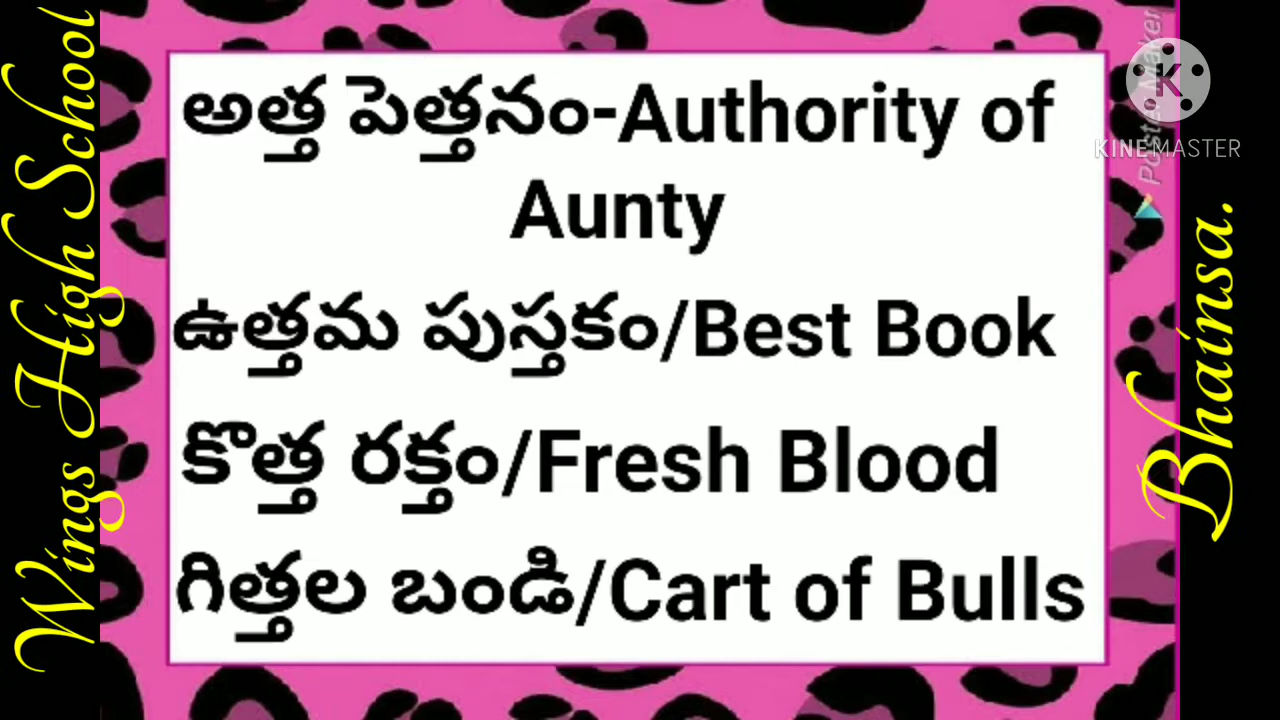 Wings High School
అత్త పెత్తనం-Authority of
Aunty
ఉత్తమ పుస్తకం/Best Book
కొత్త రక్తం/Fresh Blood
గిత్తల బండి/Cart of Bulls
PosterMaker
K
KINEMASTER
Bhainsa.